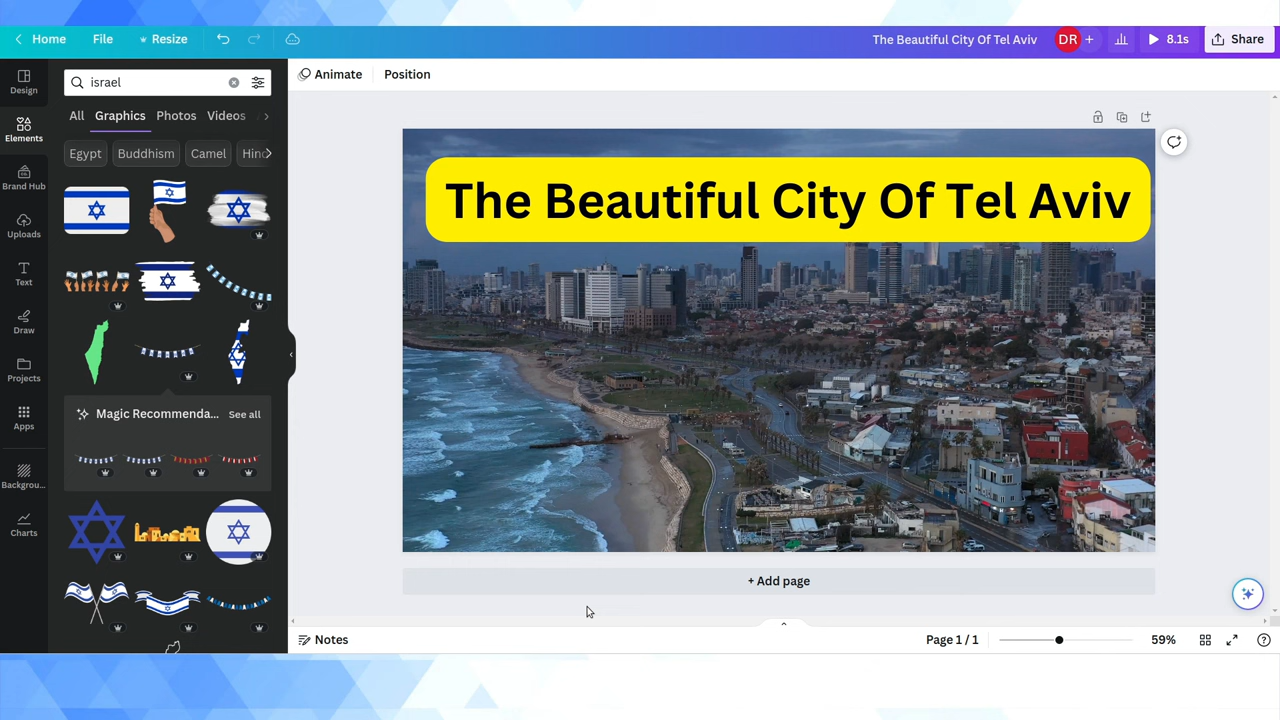 Home
File
Resize
The Beautiful City Of Tel Aviv
DR
+
8.1s
Share
Design
Elements
Brand Hub
Uploads
Text
Draw
Projects
Apps
Backgrou...
Charts
israel
All
Graphics
Photos
Videos
Egypt
Buddhism
Camel
Magic Recommenda...
See all
Animate
Position
The Beautiful City Of Tel Aviv
+ Add page
Notes
Page 1 / 1
59%